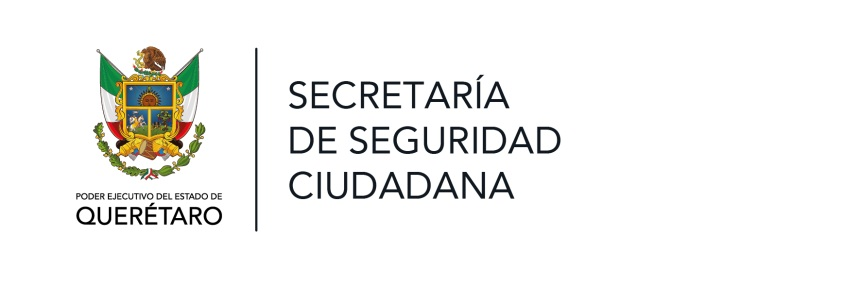 PODER EJECUTIVO DEL ESTADO DE
QUERÉTARO
SECRETARÍA
DE SEGURIDAD
CIUDADANA